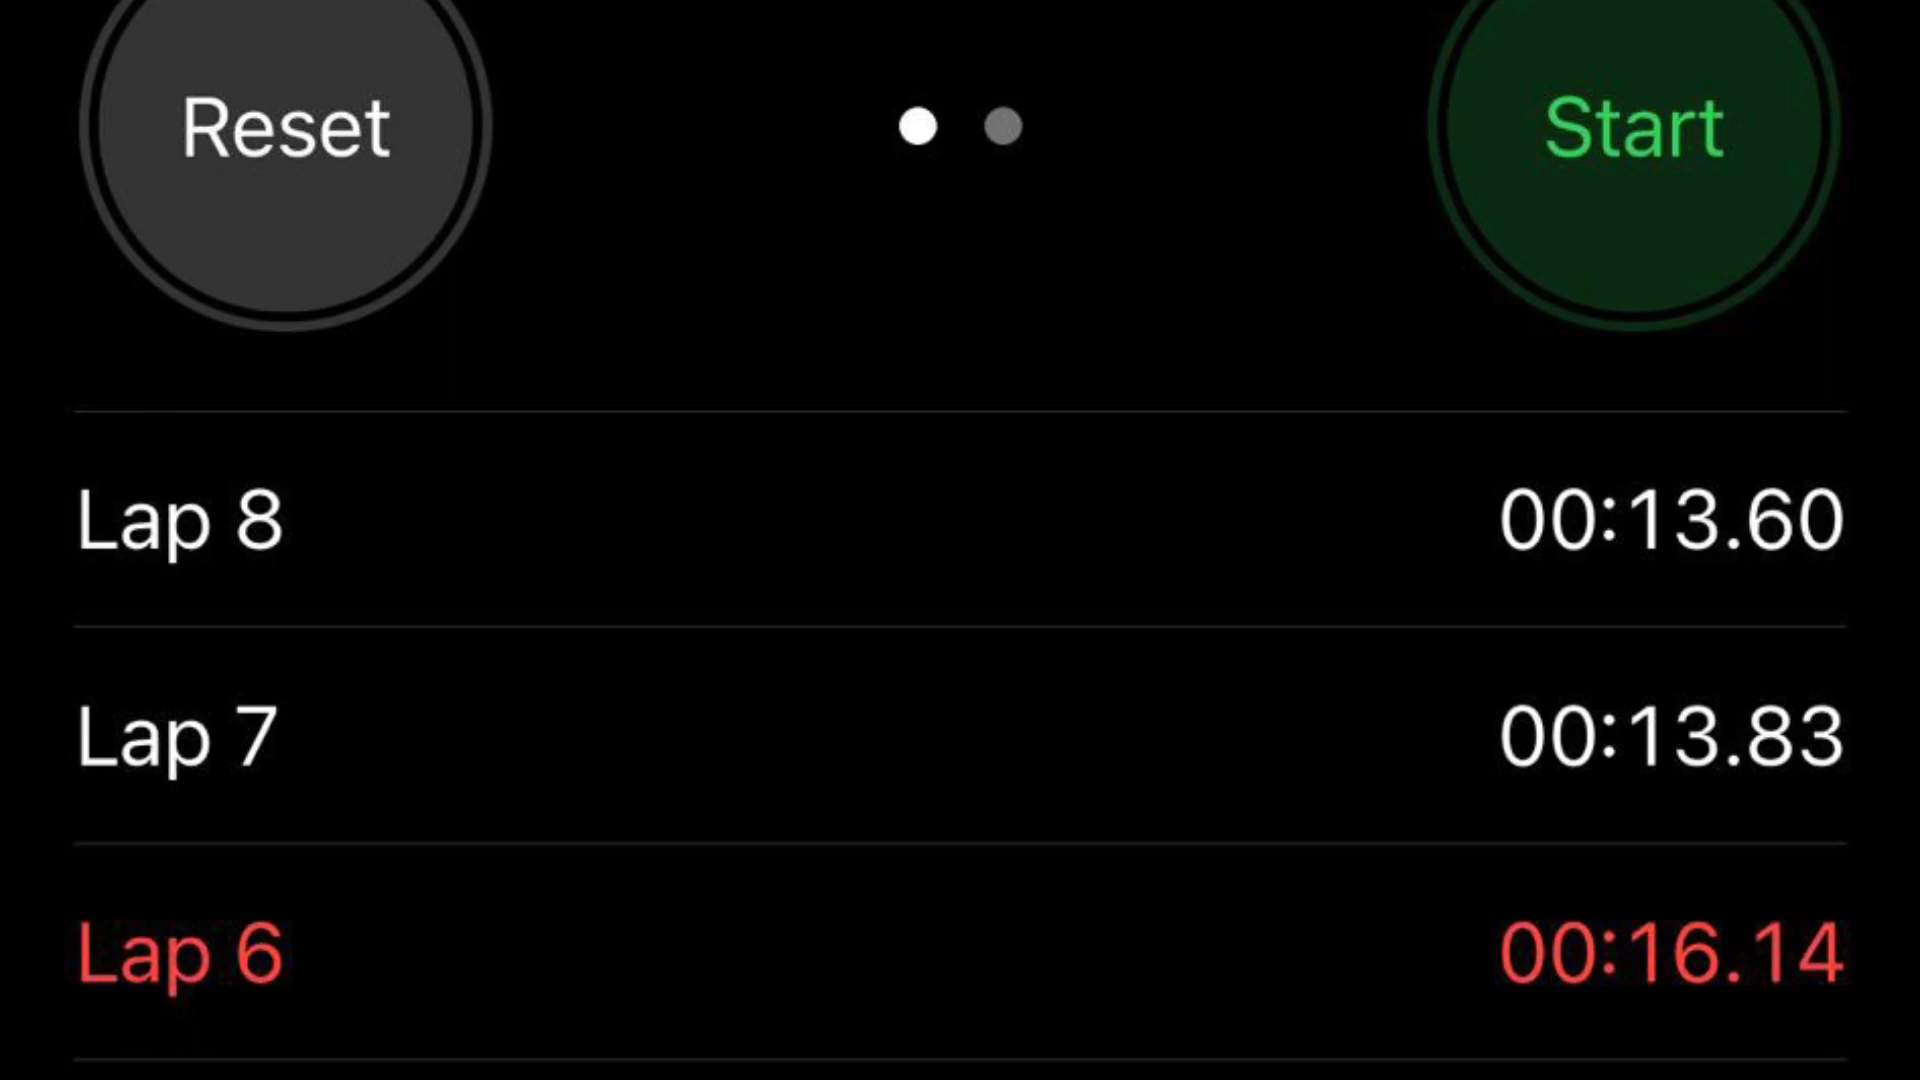 Reset Start
Lap 8 00:13.60
Lap 7 00:13.83
Lap 6 00:16.14